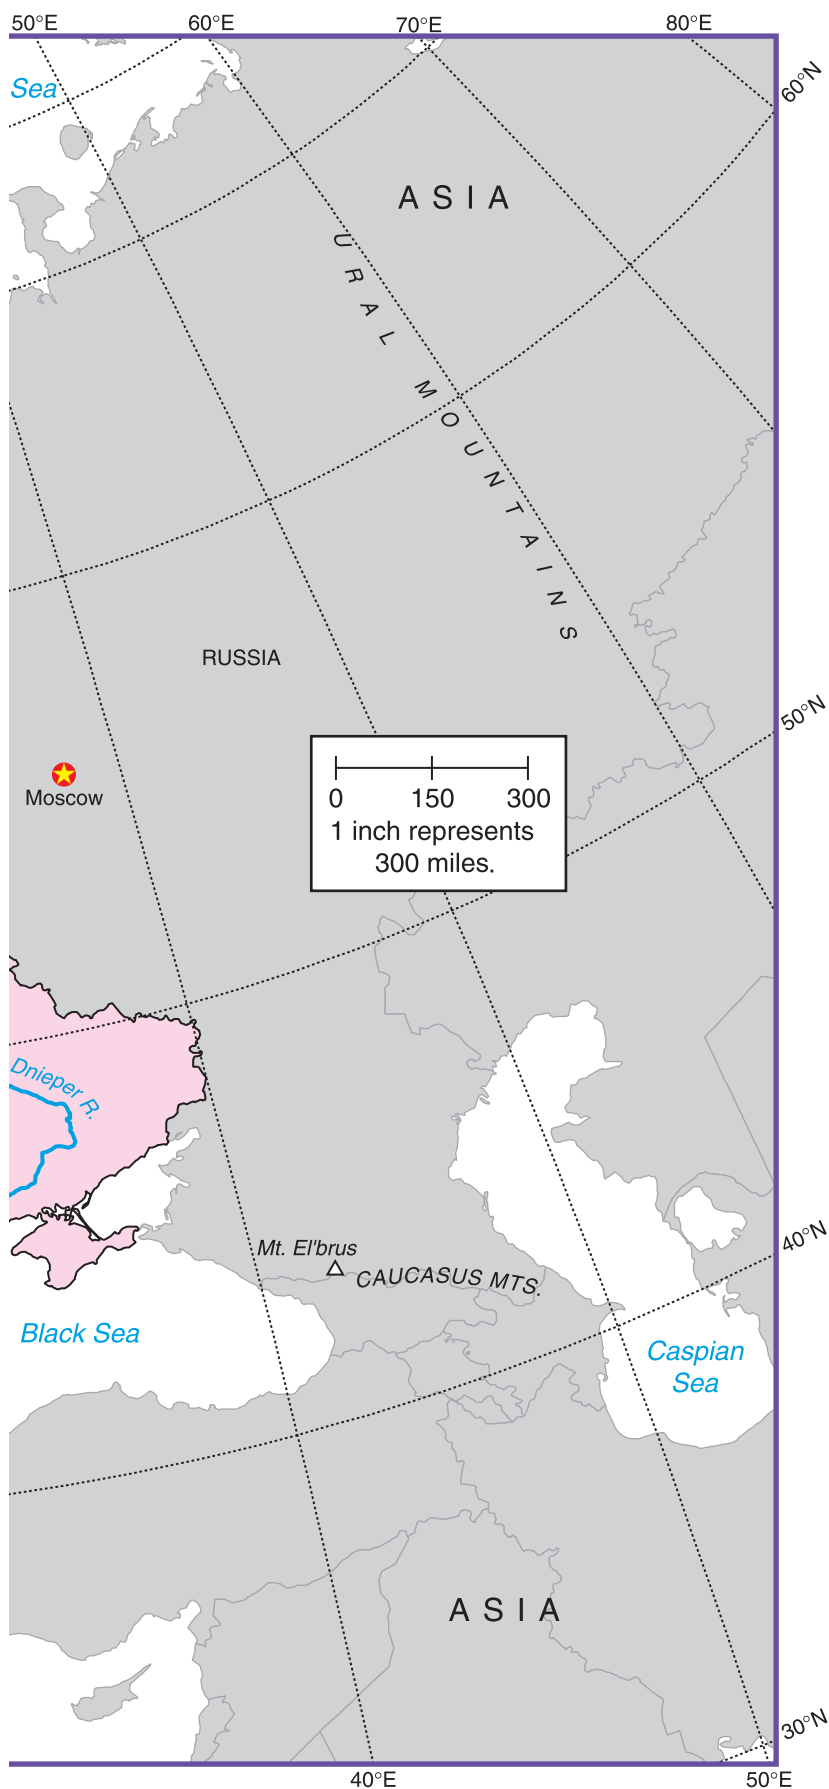 50°E 60°E 70°E 80°E
60°N
Sea
ASIA
URAL MOUNTAINS
RUSSIA
50°N
Moscow
0 150 300
1 inch represents
300 miles.
Dnieper R.
40°N
Mt. El'brus
CAUCASUS MTS.
Black Sea
Caspian
Sea
ASIA
30°N
40°E 50°E